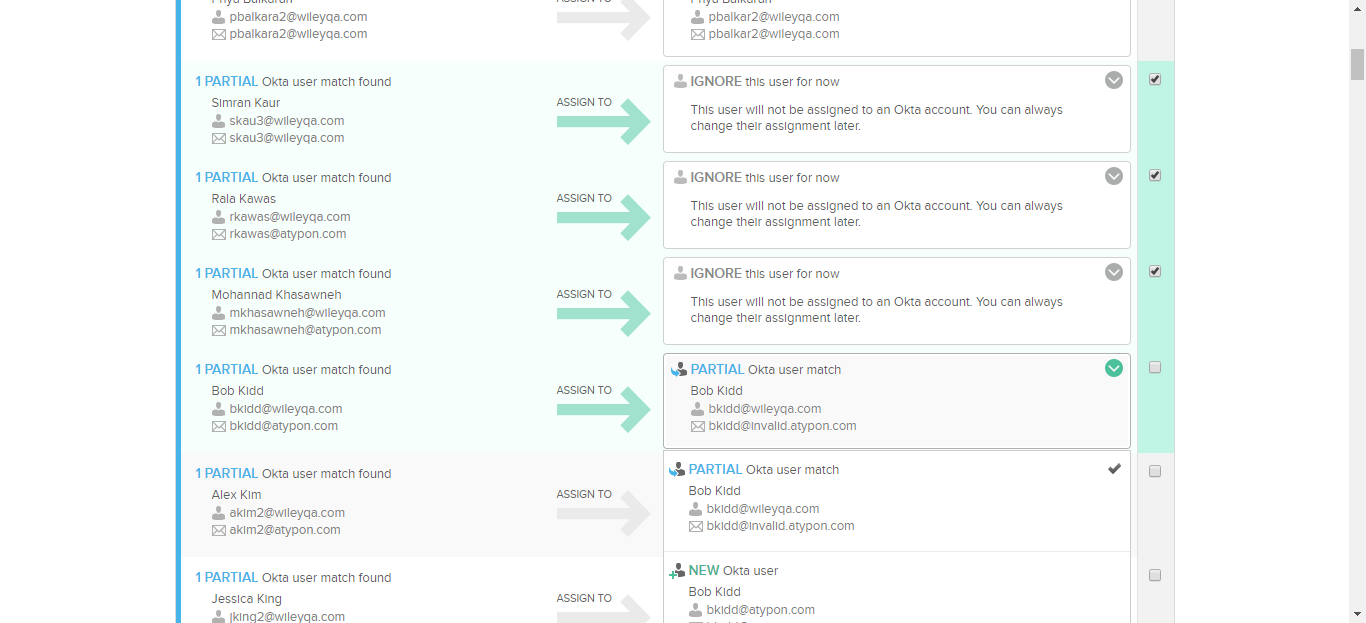 pbalkara2@wileyqa.com
pbalkara2@wileyqa.com
pbalkar2@wileyqa.com
pbalkar2@wileyqa.com
1 PARTIAL Okta user match found
Simran Kaur
skau3@wileyqa.com
skau3@wileyqa.com
ASSIGN TO
IGNORE this user for now
This user will not be assigned to an Okta account. You can always
change their assignment later.
1 PARTIAL Okta user match found
Rala Kawas
rkawas@wileyqa.com
rkawas@atypon.com
ASSIGN TO
IGNORE this user for now
This user will not be assigned to an Okta account. You can always
change their assignment later.
1 PARTIAL Okta user match found
Mohannad Khasawneh
mkhasawneh@wileyqa.com
mkhasawneh@atypon.com
ASSIGN TO
IGNORE this user for now
This user will not be assigned to an Okta account. You can always
change their assignment later.
1 PARTIAL Okta user match found
Bob Kidd
bkidd@wileyqa.com
bkidd@atypon.com
ASSIGN TO
PARTIAL Okta user match
Bob Kidd
bkidd@wileyqa.com
bkidd@invalid.atypon.com
1 PARTIAL Okta user match found
Alex Kim
akim2@wileyqa.com
akim2@atypon.com
ASSIGN TO
PARTIAL Okta user match
Bob Kidd
bkidd@wileyqa.com
bkidd@invalid.atypon.com
1 PARTIAL Okta user match found
Jessica King
jking2@wileyqa.com
ASSIGN TO
NEW Okta user
Bob Kidd
bkidd@atypon.com